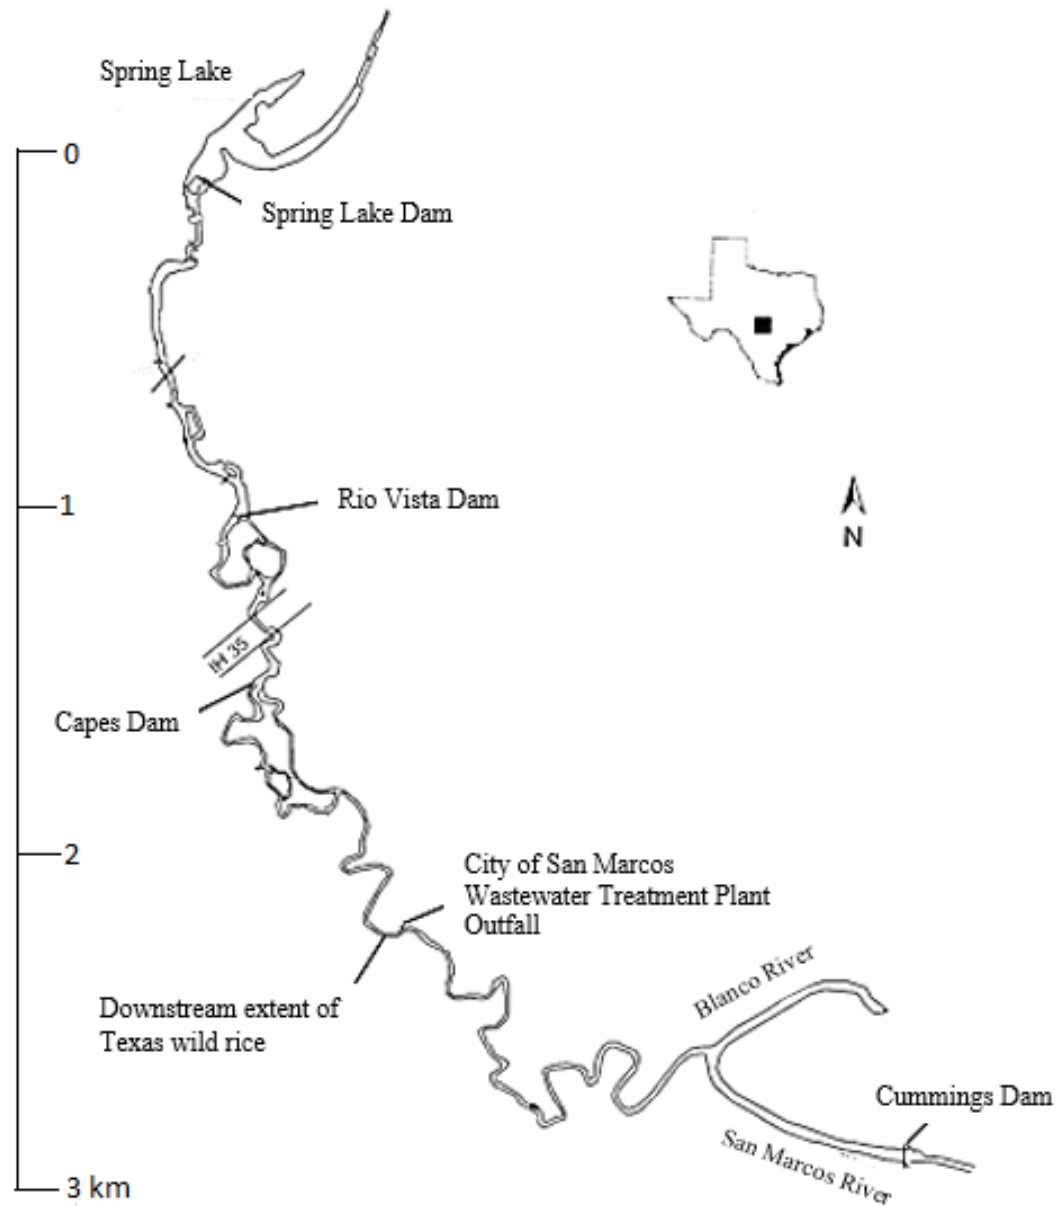 Spring Lake
0
Spring Lake Dam
1
Rio Vista Dam
N
IH 35
Capes Dam
2
City of San Marcos
Wastewater Treatment Plant
Outfall
Blanco River
Downstream extent of
Texas wild rice
Cummings Dam
San Marcos River
3 km